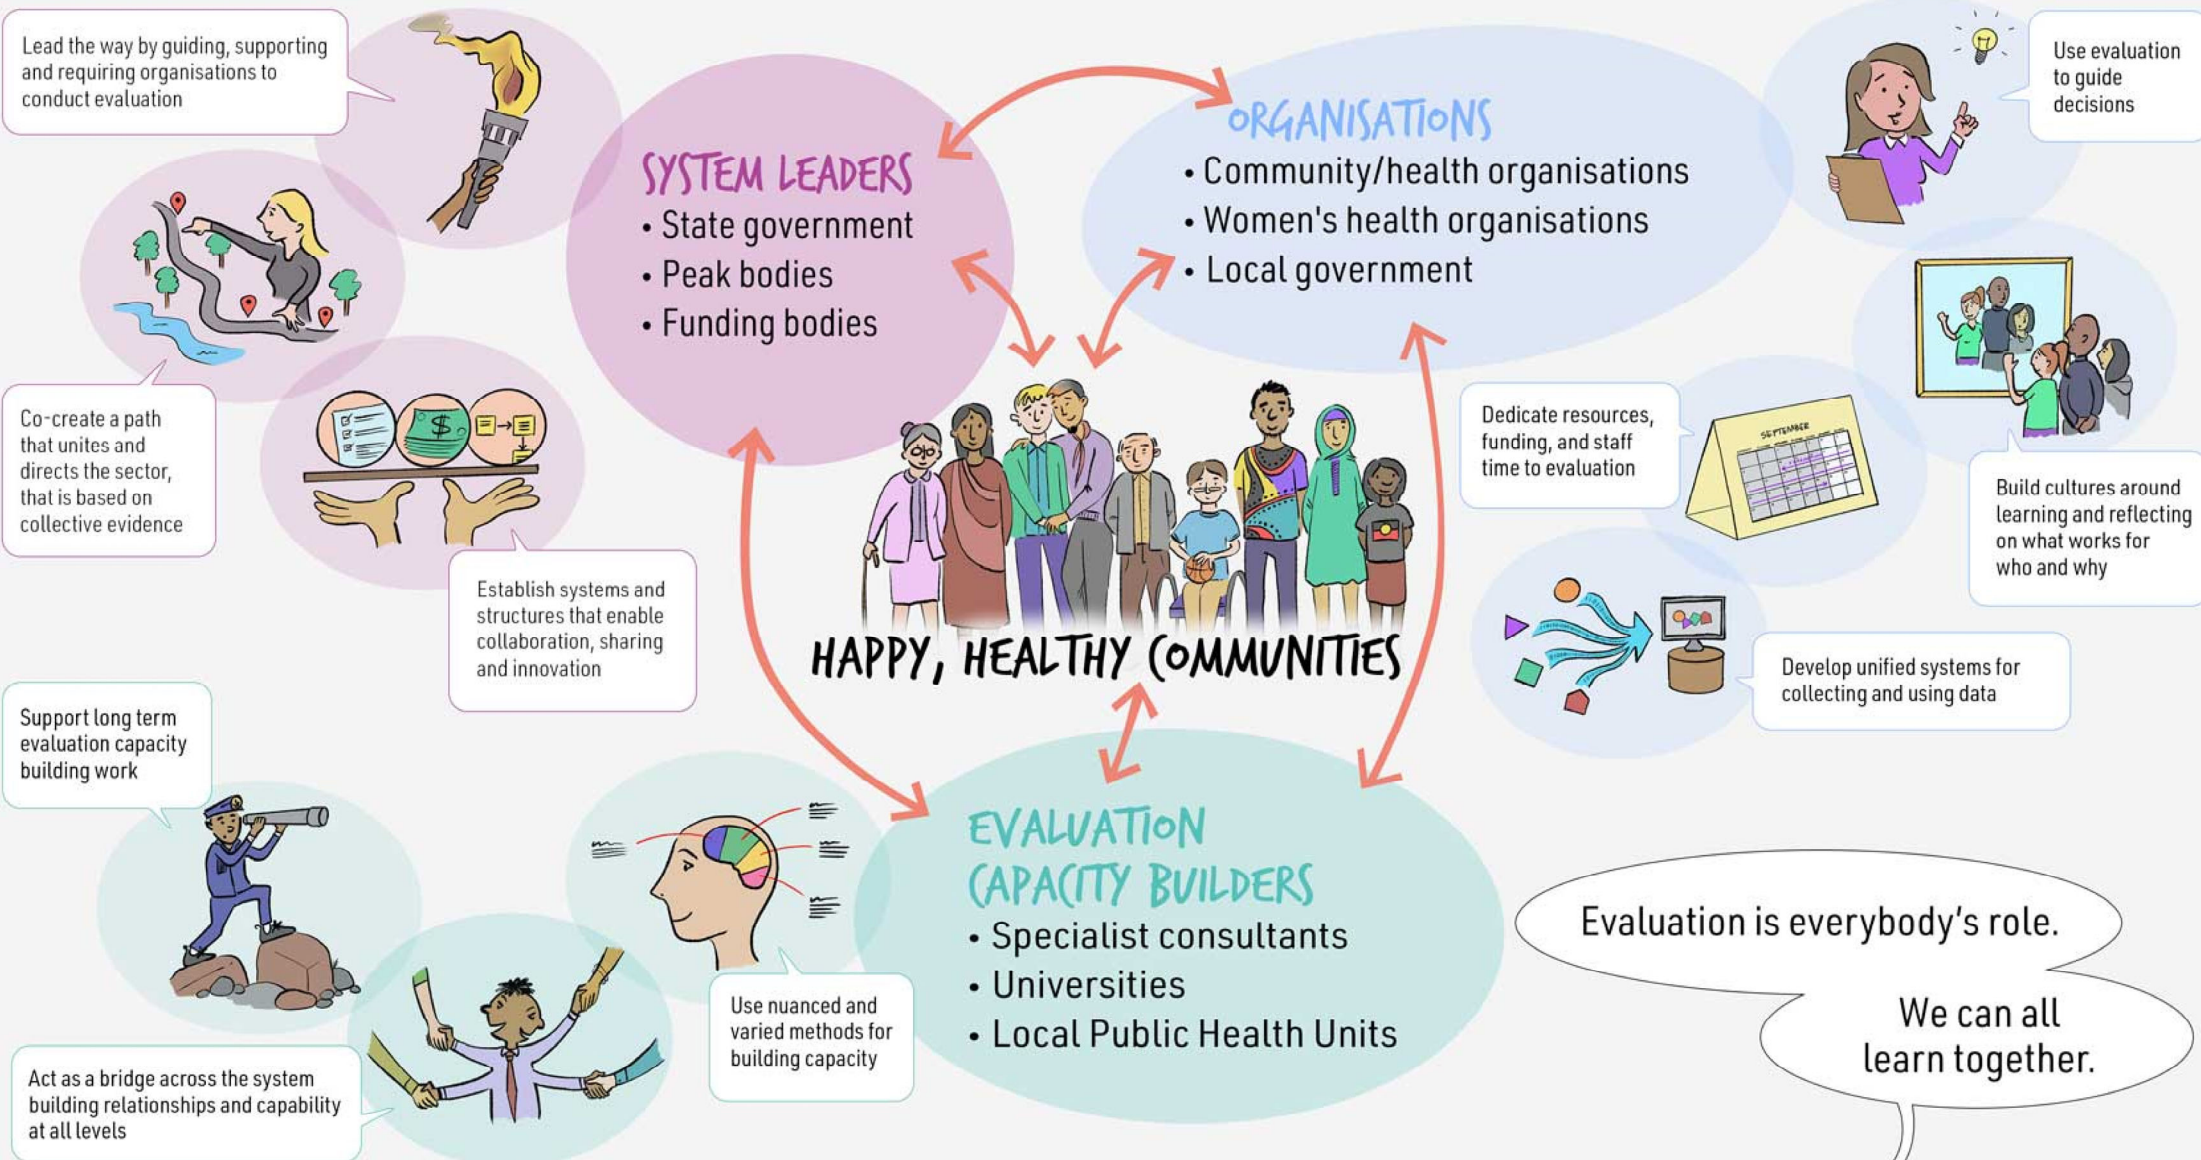 Lead the way by guiding, supporting
and requiring organisations to
conduct evaluation
Co-create a path
that unites and
directs the sector,
that is based on
collective evidence
Establish systems and
structures that enable
collaboration, sharing
and innovation
SYSTEM LEADERS
• State government
• Peak bodies
• Funding bodies
ORGANISATIONS
• Community/health organisations
• Women's health organisations
• Local government
Use evaluation
to guide
decisions
Dedicate resources,
funding, and staff
time to evaluation
SEPTEMBER
Build cultures around
learning and reflecting
on what works for
who and why
Develop unified systems for
collecting and using data
$
HAPPY, HEALTHY COMMUNITIES
Support long term
evaluation capacity
building work
Act as a bridge across the system
building relationships and capability
at all levels
Use nuanced and
varied methods for
building capacity
EVALUATION
CAPACITY BUILDERS
• Specialist consultants
• Universities
• Local Public Health Units
Evaluation is everybody's role.
We can all
learn together.